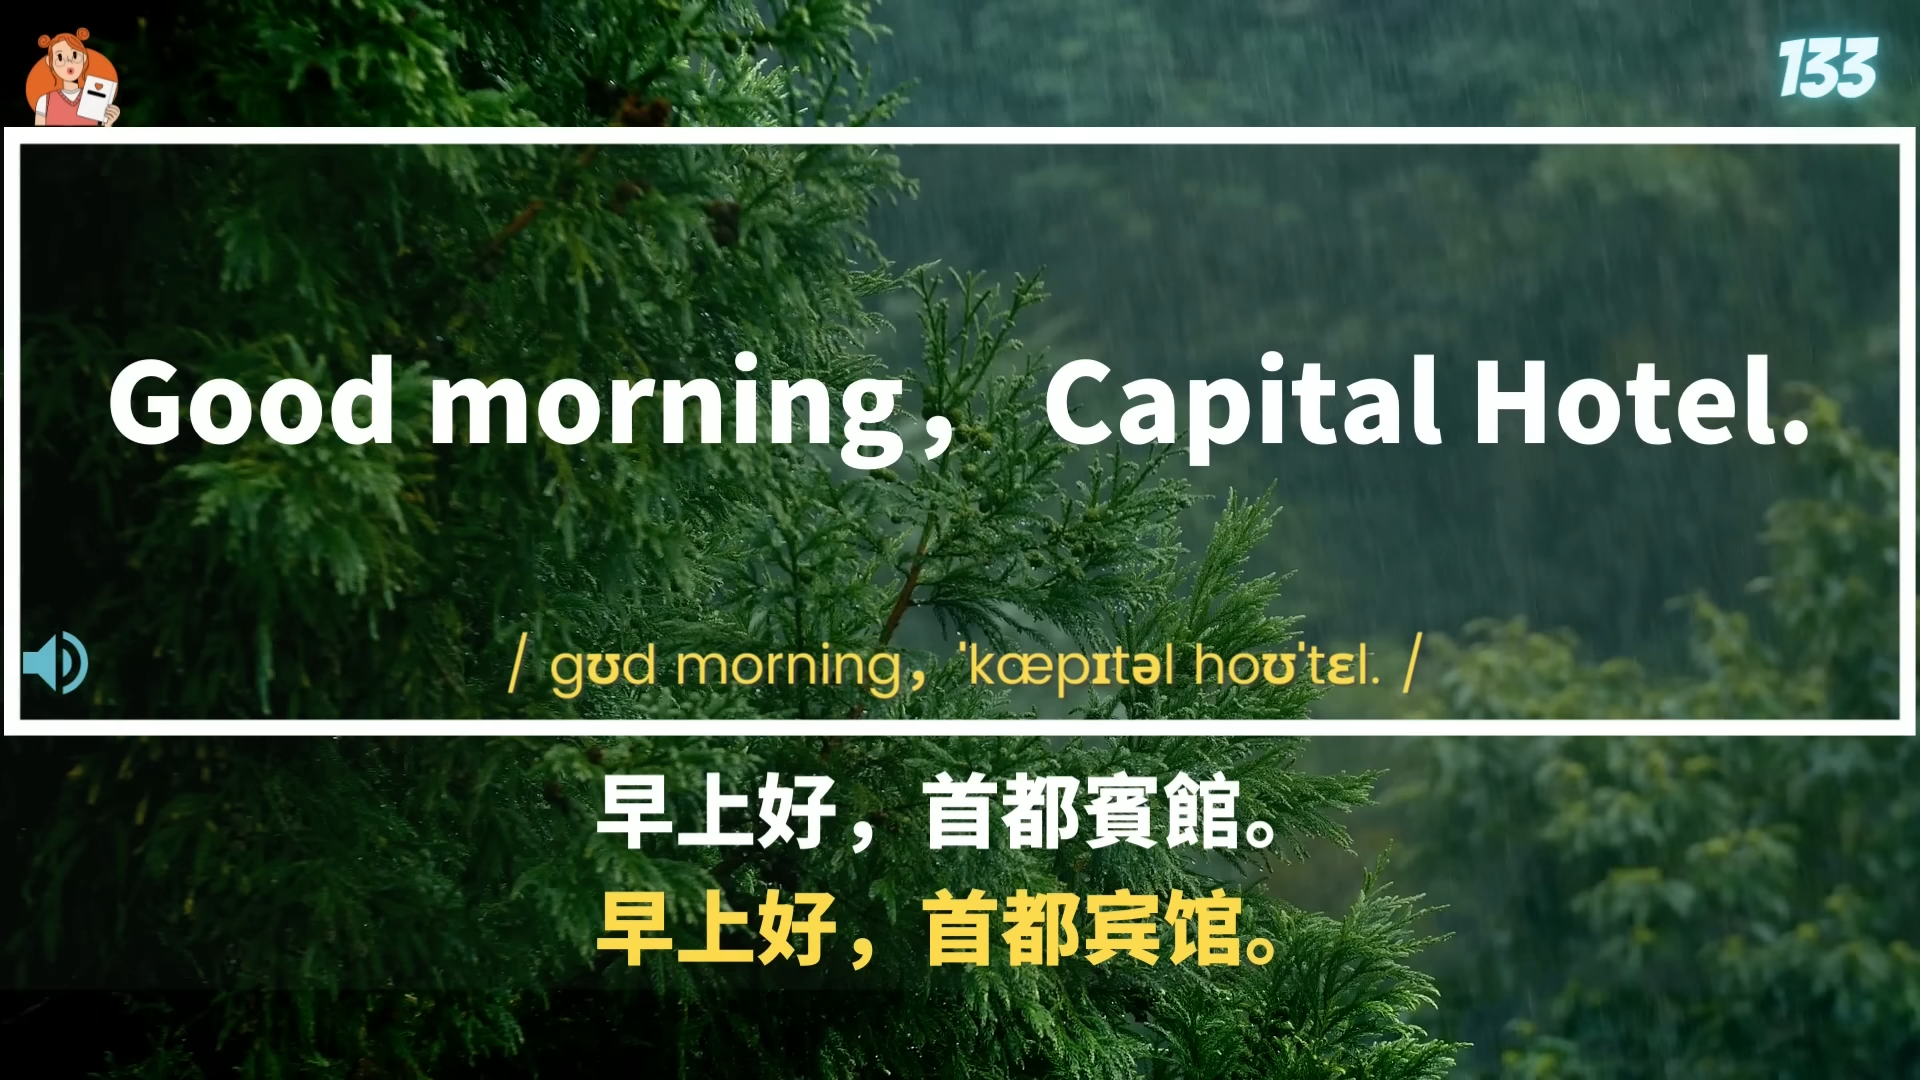 133
Good morning， Capital Hotel.
/ gʊd morning，ˈkæpɪtəl hoʊˈtɛl. /
早上好，首都賓館。
早上好，首都宾馆。